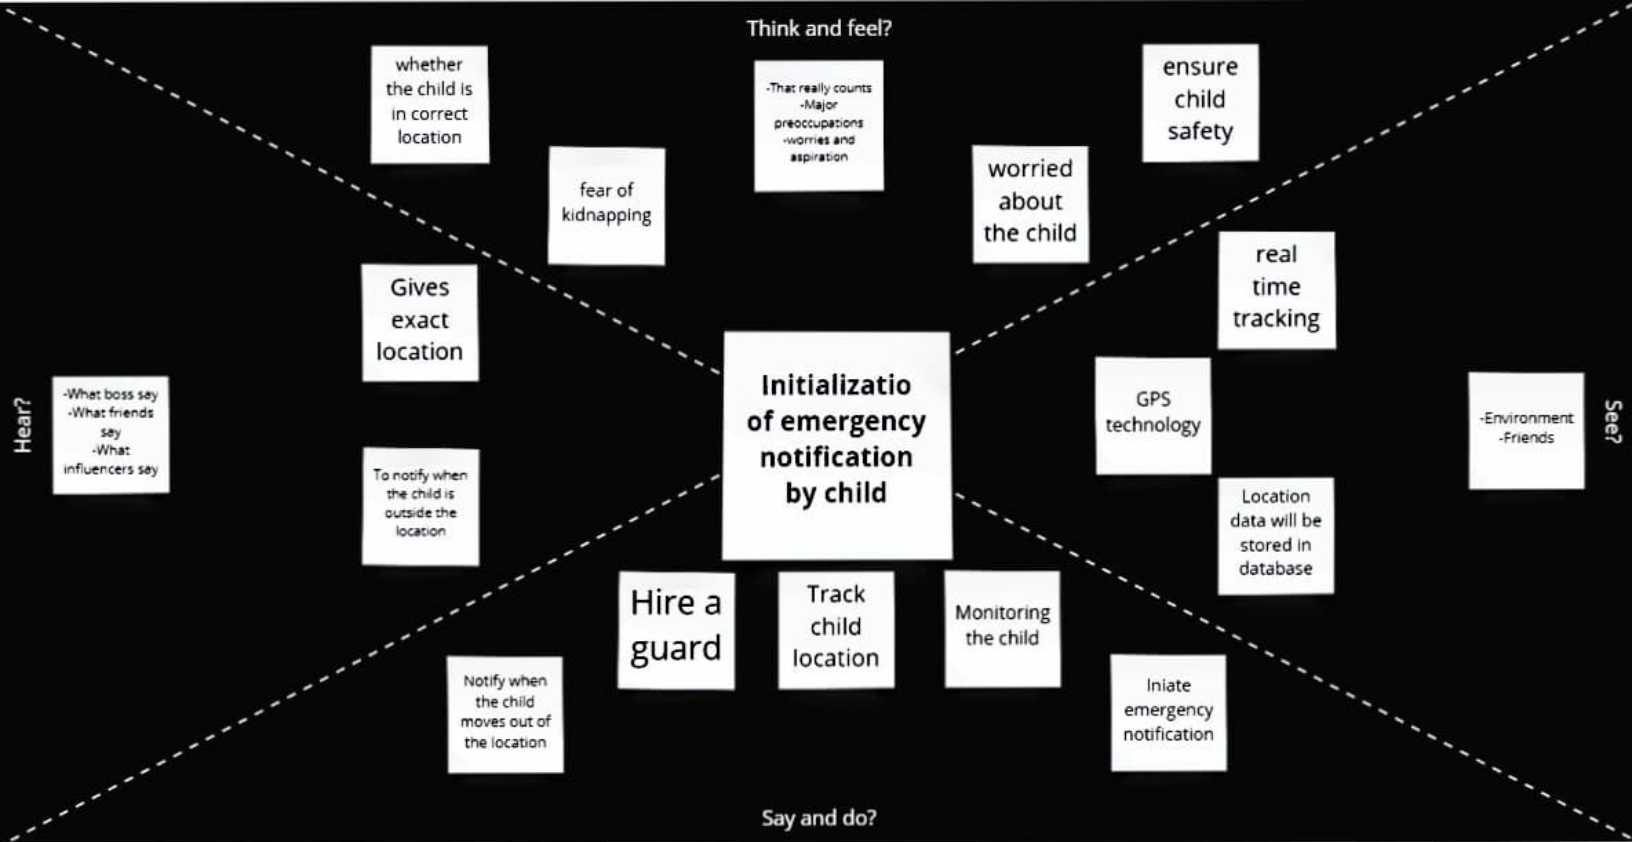 Think and feel?
whether
the child is
in correct
location
fear of
kidnapping
-That really counts
-Major
preoccupations
-worries and
aspiration
worried
about
the child
ensure
child
safety
Hear?
-What boss say
-What friends
say
-What
influencers say
Gives
exact
location
To notify when
the child is
outside the
location
Initializatio
of emergency
notification
by child
real
time
tracking
GPS
technology
Location
data will be
stored in
database
-Environment
-Friends
See?
Notify when
the child
moves out of
the location
Hire a
guard
Track
child
location
Monitoring
the child
Iniate
emergency
notification
Say and do?